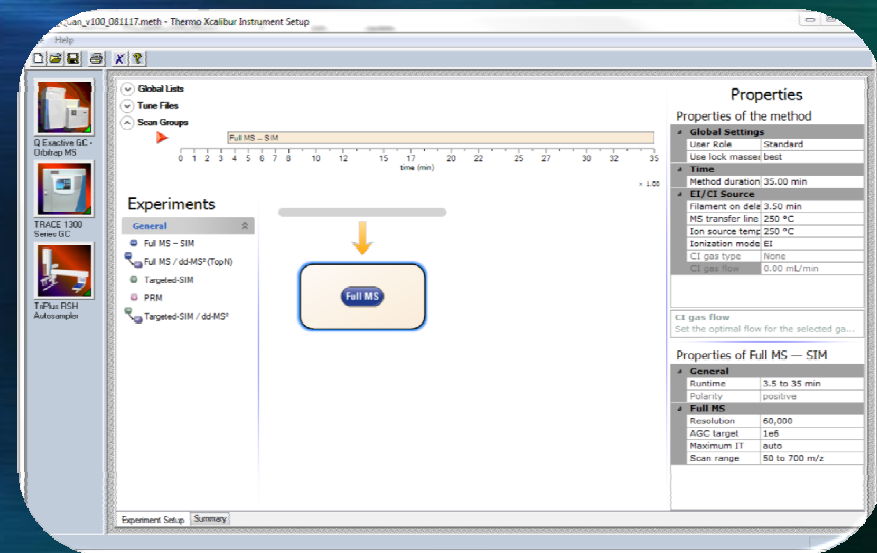 _061117.meth - Thermo Xcalibur Instrument Setup
Help
Q Exactive GC -
Orbitrap MS
TRACE 1300
Series GC
TriPlus RSH
Autosampler
Global Lists
Tune Files
Scan Groups
Full MS – SIM
0 1 2 3 4 5 6 7 8 10 12 15 17 20 22 25 27 30 32 35
time (min)
× 1.00
Experiments
General
Full MS – SIM
Full MS / dd-MS² (TopN)
Targeted-SIM
PRM
Targeted-SIM / dd-MS²
Full MS
Experiment Setup Summary
Properties
Properties of the method
Global Settings
User Role Standard
Use lock masses best
Time
Method duration 35.00 min
EI/CI Source
Filament on dela 3.50 min
MS transfer line 250 °C
Ion source temp 250 °C
Ionization mode EI
CI gas type None
CI gas flow 0.00 mL/min
CI gas flow
Set the optimal flow for the selected ga...
Properties of Full MS — SIM
General
Runtime 3.5 to 35 min
Polarity positive
Full MS
Resolution 60,000
AGC target 1e6
Maximum IT auto
Scan range 50 to 700 m/z